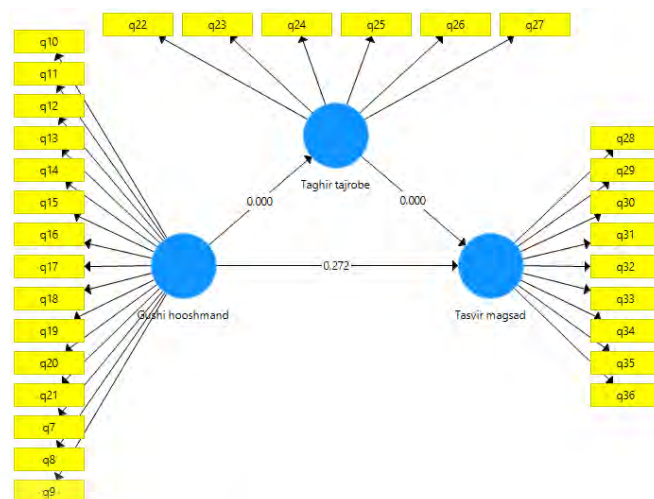 q22
q23
q24
q25
q26
q27
q10
q11
q12
q13
q14
q15
q16
q17
q18
q19
q20
q21
q7
q8
q9
Taghir tajrobe
0.000
0.000
0.272
Gushi hooshmand
Tasvir magsad
q28
q29
q30
q31
q32
q33
q34
q35
q36